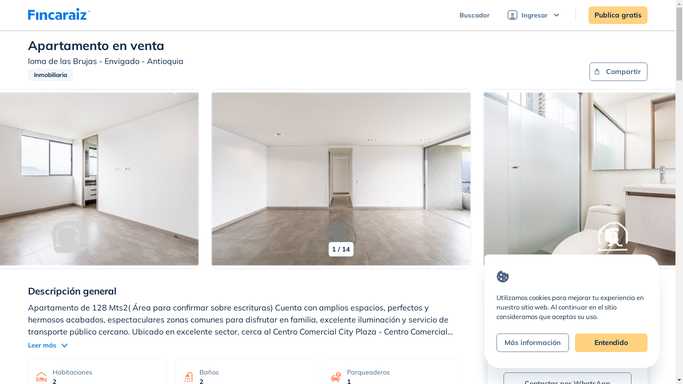 Fincaraiz
Buscador
Ingresar
Publica gratis
Apartamento en venta
loma de las Brujas - Envigado - Antioquia
Inmobiliaria
Compartir
1 / 14
Descripción general
Apartamento de 128 Mts2( Área para confirmar sobre escrituras) Cuenta con amplios espacios, perfectos y
hermosos acabados, espectaculares zonas comunes para disfrutar en familia, excelente iluminación y servicio de
transporte público cercano. Ubicado en excelente sector, cerca al Centro Comercial City Plaza - Centro Comercial...
Leer más
Habitaciones
2
Baños
2
Parqueaderos
1
Utilizamos cookies para mejorar tu experiencia en
nuestro sitio web. Al continuar en el sitio
consideramos que aceptas su uso.
Más información
Entendido
Contactar por WhatsApp